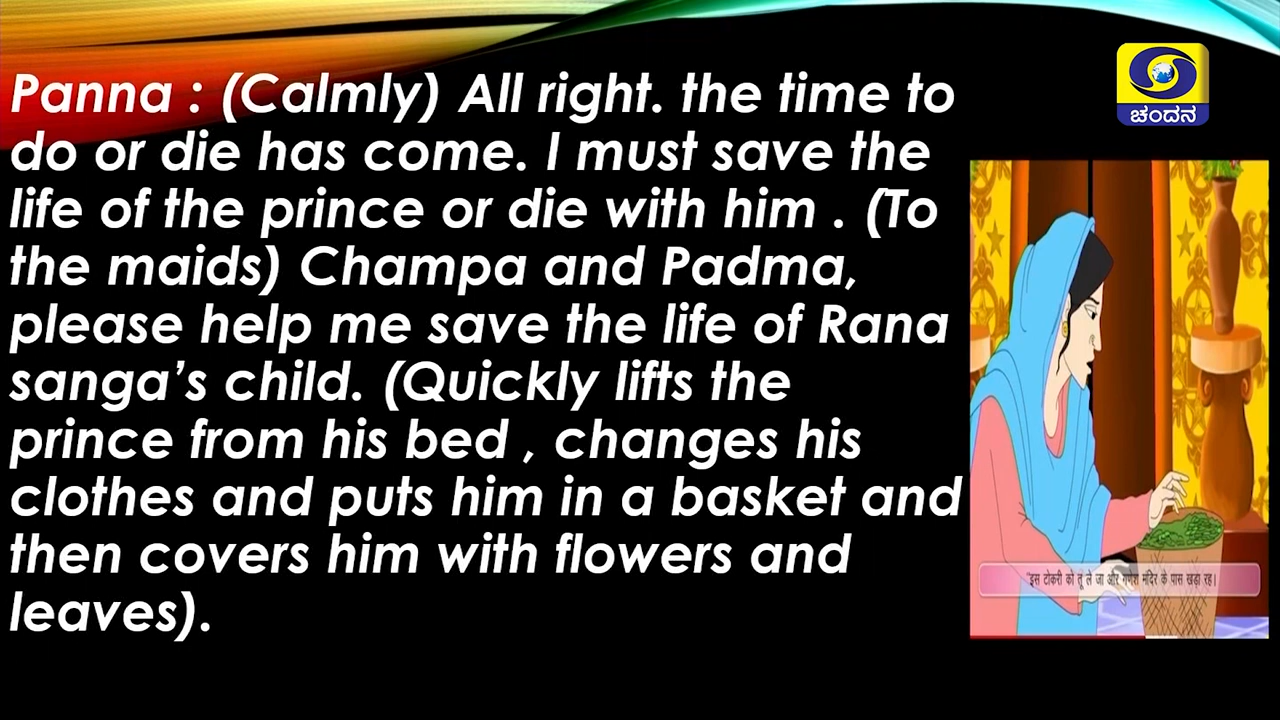 Panna : (Calmly) All right. the time to
do or die has come. I must save the
life of the prince or die with him . (To
the maids) Champa and Padma,
please help me save the life of Rana
sanga’s child. (Quickly lifts the
prince from his bed , changes his
clothes and puts him in a basket and
then covers him with flowers and
leaves).
ಚಂದನ
"इस टोकरी को तू ले जा और गणेश मंदिर के पास खड़ा रह।